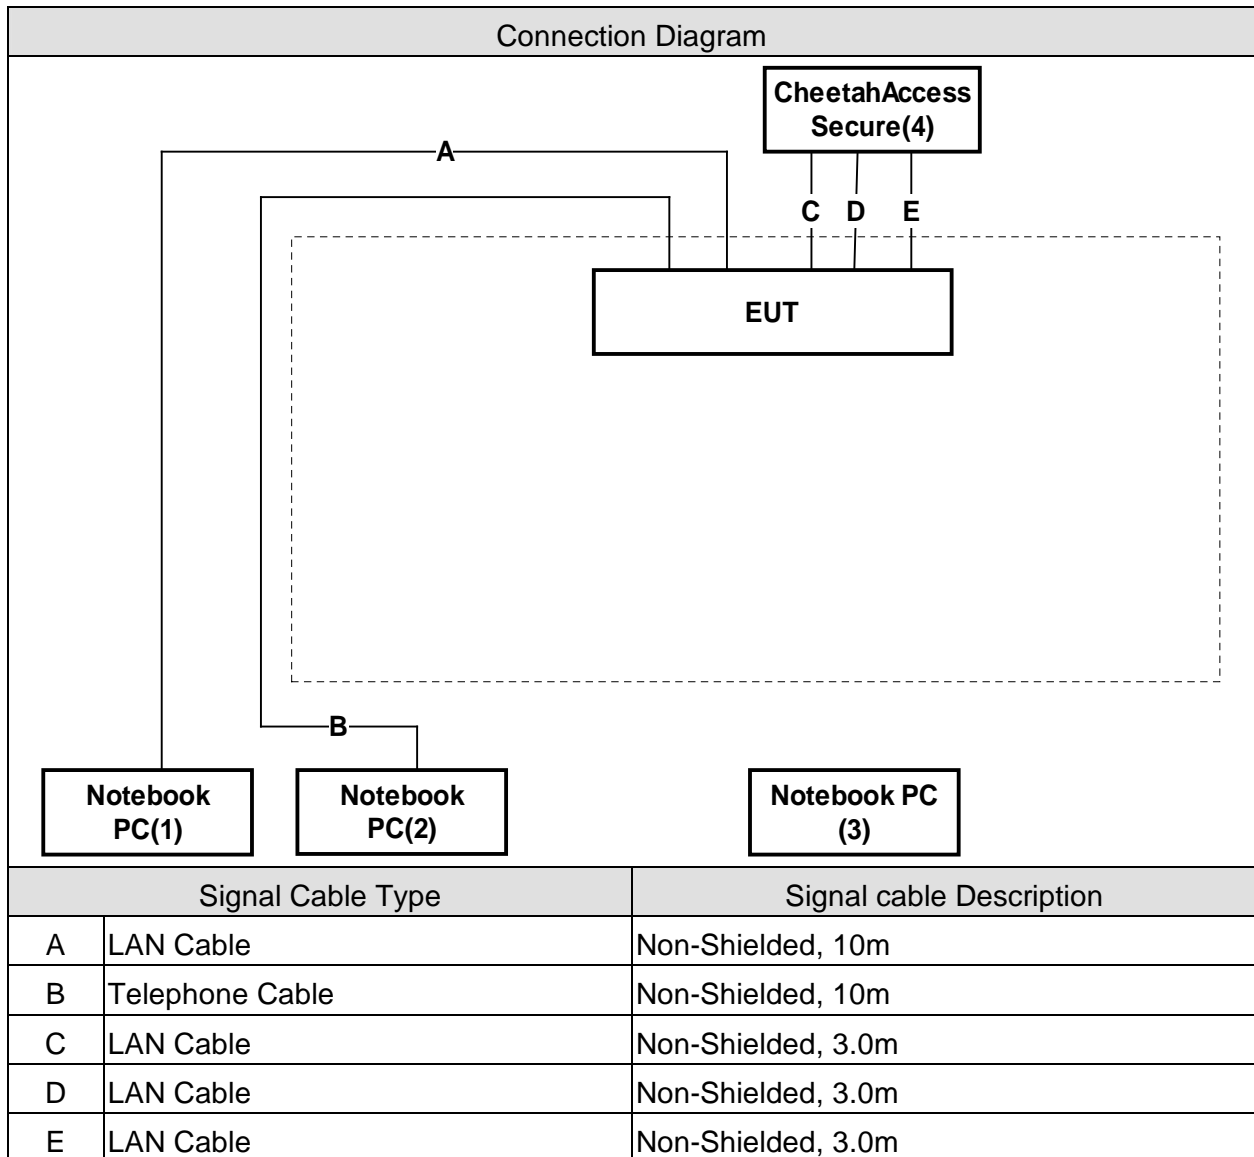 Connection Diagram
CheetahAccess
Secure(4)
A
C D E
EUT
B
Notebook
PC(1)
Notebook
PC(2)
Notebook PC
(3)
Signal Cable Type Signal cable Description
A LAN Cable Non-Shielded, 10m
B Telephone Cable Non-Shielded, 10m
C LAN Cable Non-Shielded, 3.0m
D LAN Cable Non-Shielded, 3.0m
E LAN Cable Non-Shielded, 3.0m